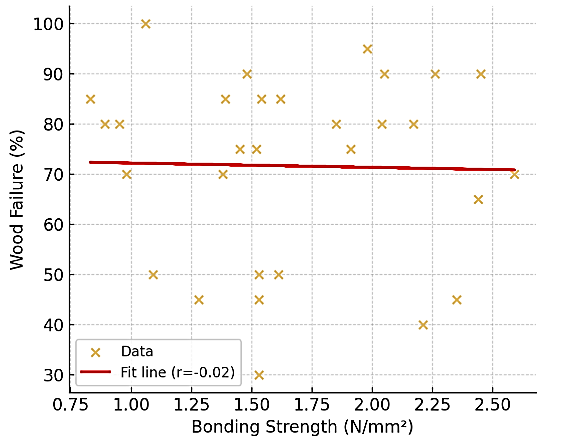 100
90
80
70
60
50
40
30
Wood Failure (%)
Data
Fit line (r=-0.02)
0.75 1.00 1.25 1.50 1.75 2.00 2.25 2.50
Bonding Strength (N/mm²)